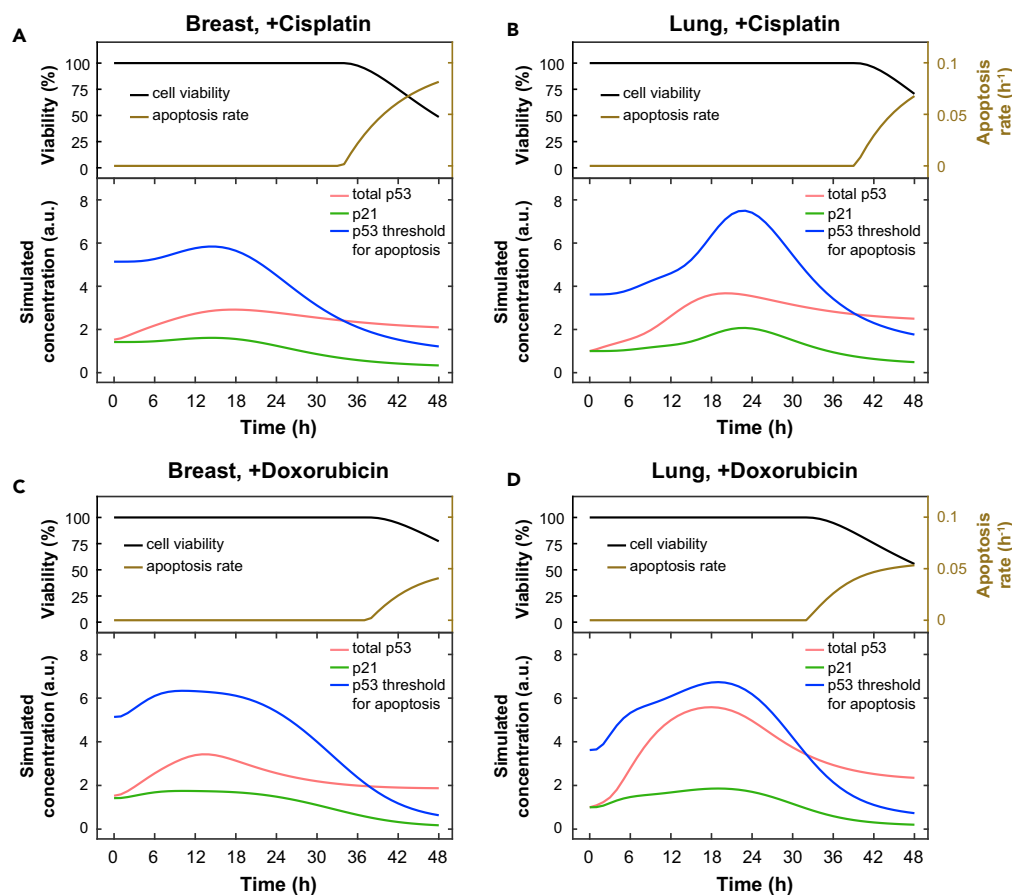 A
Breast, +Cisplatin
Viability (%)
100
75
50
25
0
cell viability
apoptosis rate
Simulated
concentration (a.u.)
8
6
4
2
0
total p53
p21
p53 threshold
for apoptosis
0 6 12 18 24 30 36 42 48
Time (h)
B
Lung, +Cisplatin
Viability (%)
100
75
50
25
0
cell viability
apoptosis rate
0.1
0.05
0
Apoptosis
rate (h-1)
Simulated
concentration (a.u.)
8
6
4
2
0
total p53
p21
p53 threshold
for apoptosis
0 6 12 18 24 30 36 42 48
Time (h)
C
Breast, +Doxorubicin
Viability (%)
100
75
50
25
0
cell viability
apoptosis rate
Simulated
concentration (a.u.)
8
6
4
2
0
total p53
p21
p53 threshold
for apoptosis
0 6 12 18 24 30 36 42 48
Time (h)
D
Lung, +Doxorubicin
Viability (%)
100
75
50
25
0
cell viability
apoptosis rate
0.1
0.05
0
Apoptosis
rate (h-1)
Simulated
concentration (a.u.)
8
6
4
2
0
total p53
p21
p53 threshold
for apoptosis
0 6 12 18 24 30 36 42 48
Time (h)